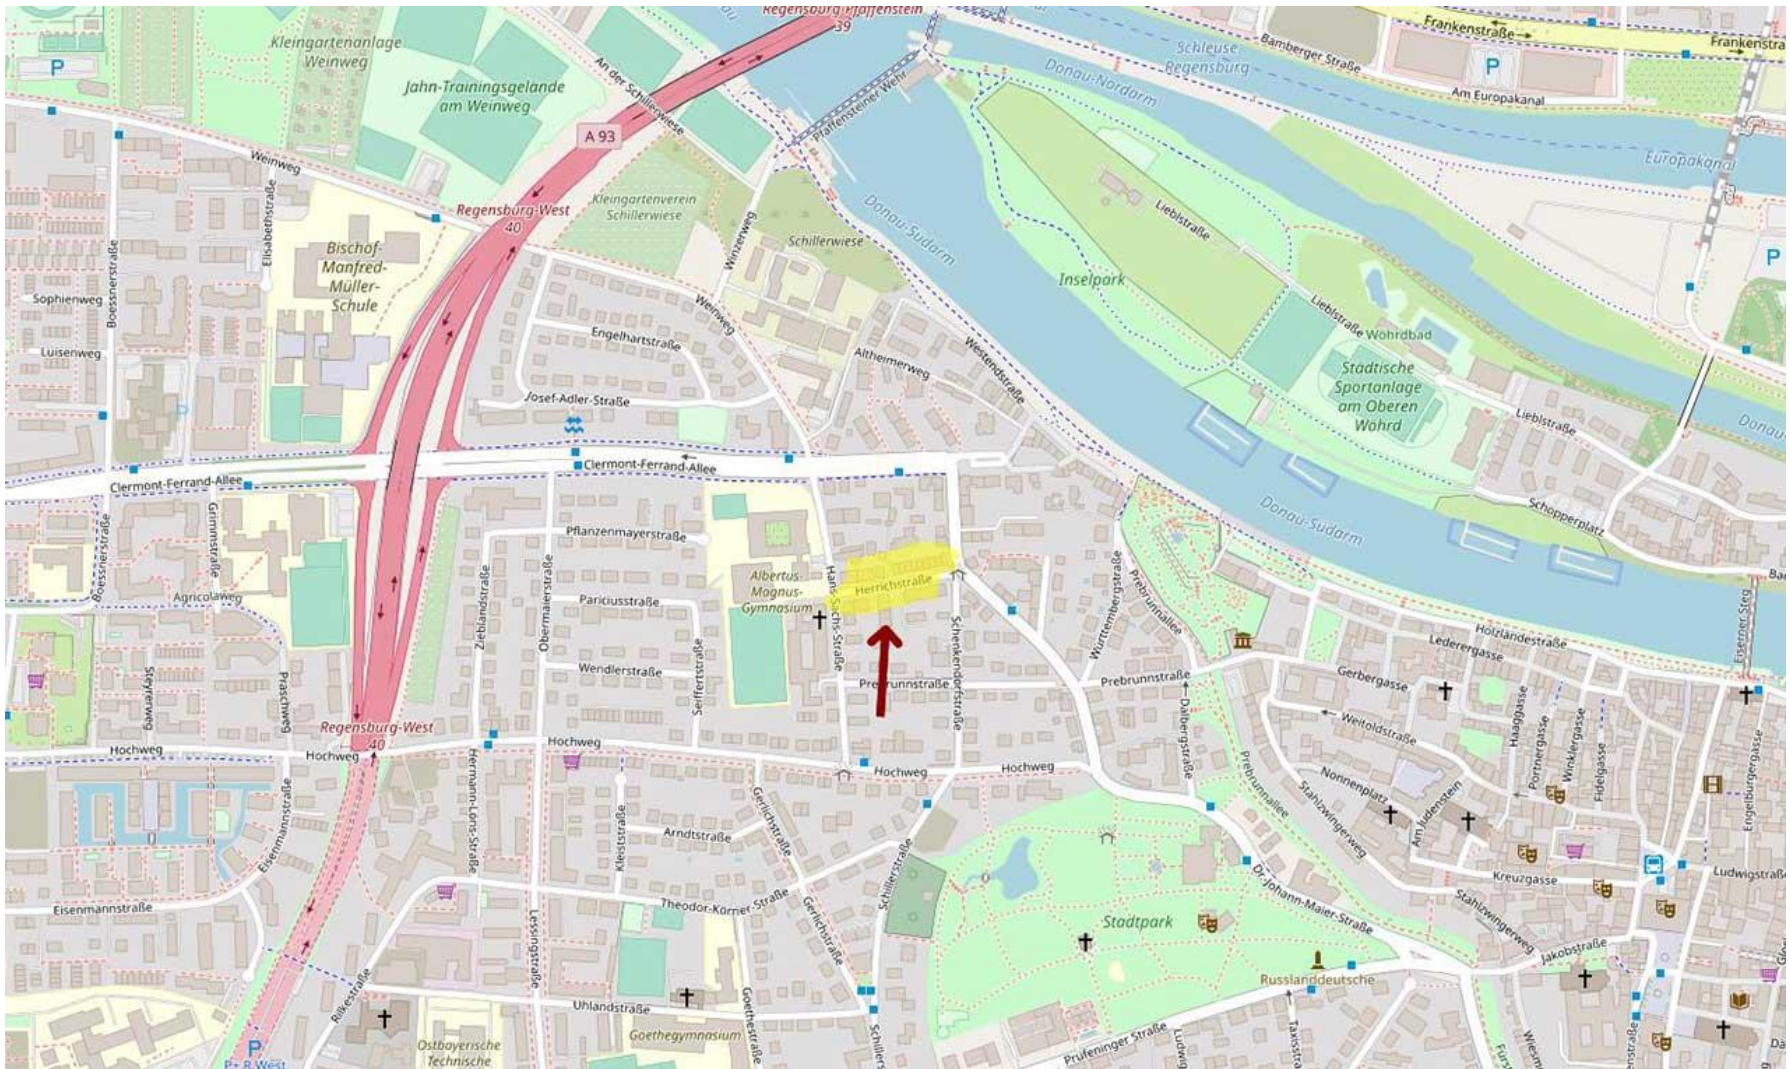 Regensburg-Pfaffenstein
39
Frankenstraße
Frankenstra
Bamberger Straße
Am Europakanal
Schleuse
Regensburg
Donau-Nordarm
Europakanal
Kleingartenanlage
Weinweg
P
Jahn-Trainingsgelände
am Weinweg
An der Schillerwiese
A 93
Pfaffensteiner Wehr
P
Weinweg
Elisabethstraße
Boessnerstraße
Regensburg-West
40
Kleingartenverein
Schillerwiese
Winzerweg
Schillerwiese
Donau-Südarm
Lieblstraße
Inselpark
P
Bischof-
Manfred-
Müller-
Schule
Sophienweg
Luisenweg
Weinweg
Engelhartstraße
Altheimerweg
Westendstraße
Lieblstraße
Wöhrdbad
Städtische
Sportanlage
am Oberen
Wöhrd
Lieblstraße
Donau
Josef-Adler-Straße
Clermont-Ferrand-Allee
Clermont-Ferrand-Allee
Donau-Südarm
Schopperplatz
Grimmstraße
Boessnerstraße
Agricolaweg
Pflanzenmayerstraße
Zieblandstraße
Obermaierstraße
Pariciusstraße
Albertus-
Magnus-
Gymnasium
Hans-Sachs-Straße
Herrichstraße
Schenkendorfstraße
Württembergstraße
Prebrunnallee
Eiserner Steg
Holzländestraße
Ledérergasse
Gerbergasse
Wendlerstraße
Seiffertstraße
Prebrunnstraße
Prebrunnstraße
Dalbergstraße
Weitoldstraße
Haaggasse
Portnergasse
Winklergasse
Fidelgasse
Engelburgergasse
Steyrerweg
Praschweg
Regensburg-West
40
Hochweg
Hochweg
Hochweg
Hochweg
Hochweg
Prebrunnallee
Nonnenplatz
Stahlzwingerweg
Am Judenstein
Eisenmannstraße
Hermann-Löns-Straße
Kleiststraße
Arndtstraße
Gerlichstraße
Schillerstraße
Dr.-Johann-Maier-Straße
Kreuzgasse
Ludwigstraße
Eisenmannstraße
Lessingstraße
Theodor-Körner-Straße
Gerlichstraße
Stadtpark
Stahlzwingerweg
Jakobstraße
Russlanddeutsche
Rilkestraße
Uhlandstraße
Goethegymnasium
Goethestraße
Ostbayerische
Technische
Prüfeninger Straße
P
P+R West